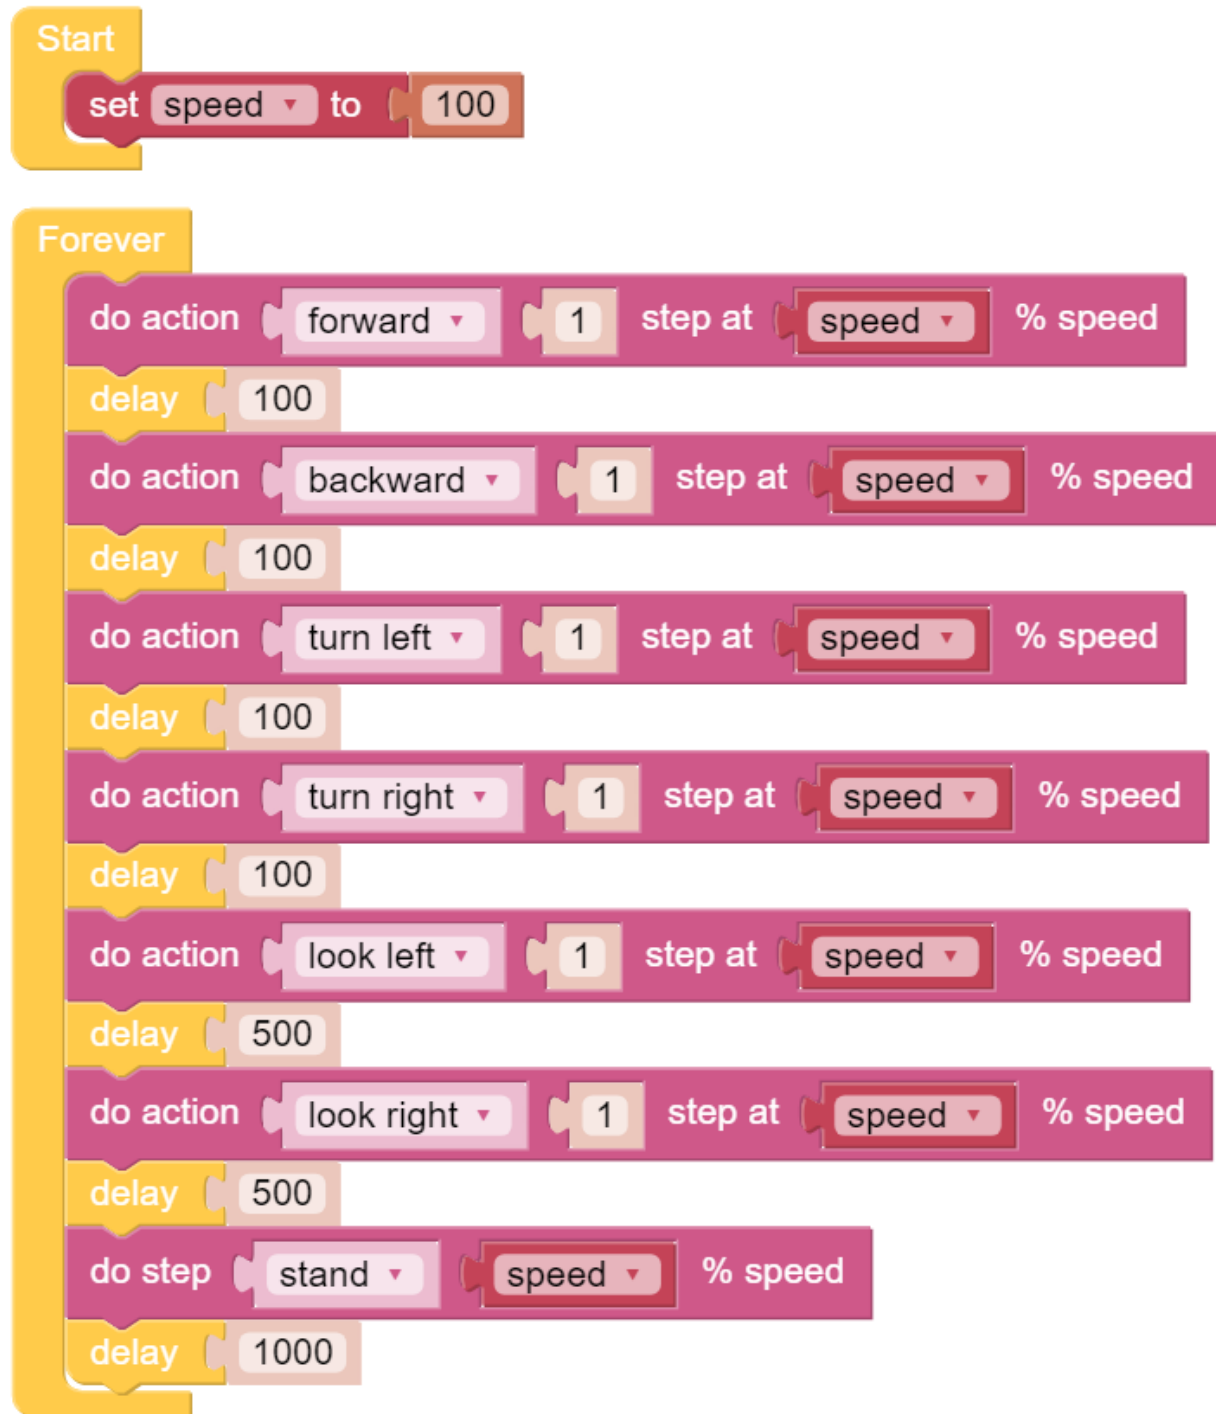 Start
set speed to 100
Forever
do action forward 1 step at speed % speed
delay 100
do action backward 1 step at speed % speed
delay 100
do action turn left 1 step at speed % speed
delay 100
do action turn right 1 step at speed % speed
delay 100
do action look left 1 step at speed % speed
delay 500
do action look right 1 step at speed % speed
delay 500
do step stand speed % speed
delay 1000